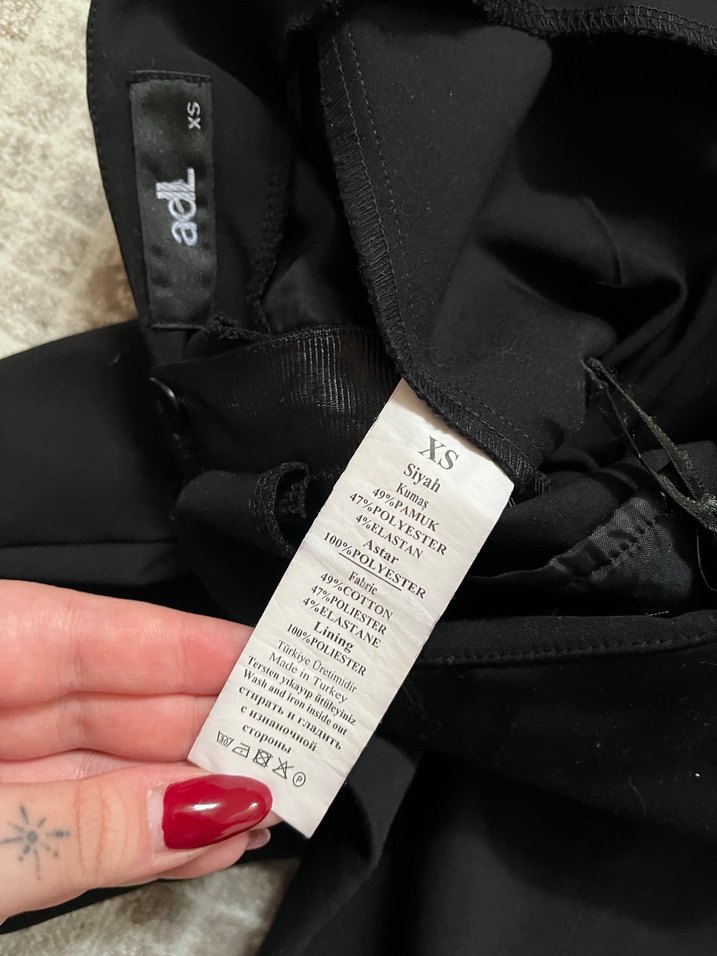 adL
XS
XS
Siyah
Kumaş
49%PAMUK
47%POLYESTER
4%ELASTAN
Astar
100%POLYESTER
Fabric
49%COTTON
47%POLIESTER
4%ELASTANE
Lining
100%POLIESTER
Türkiye Üretimidir
Made in Turkey
Tersten yıkayıp ütüleyiniz
Wash and iron inside out
стирать и гладить
с изнаночной
стороны
30
P